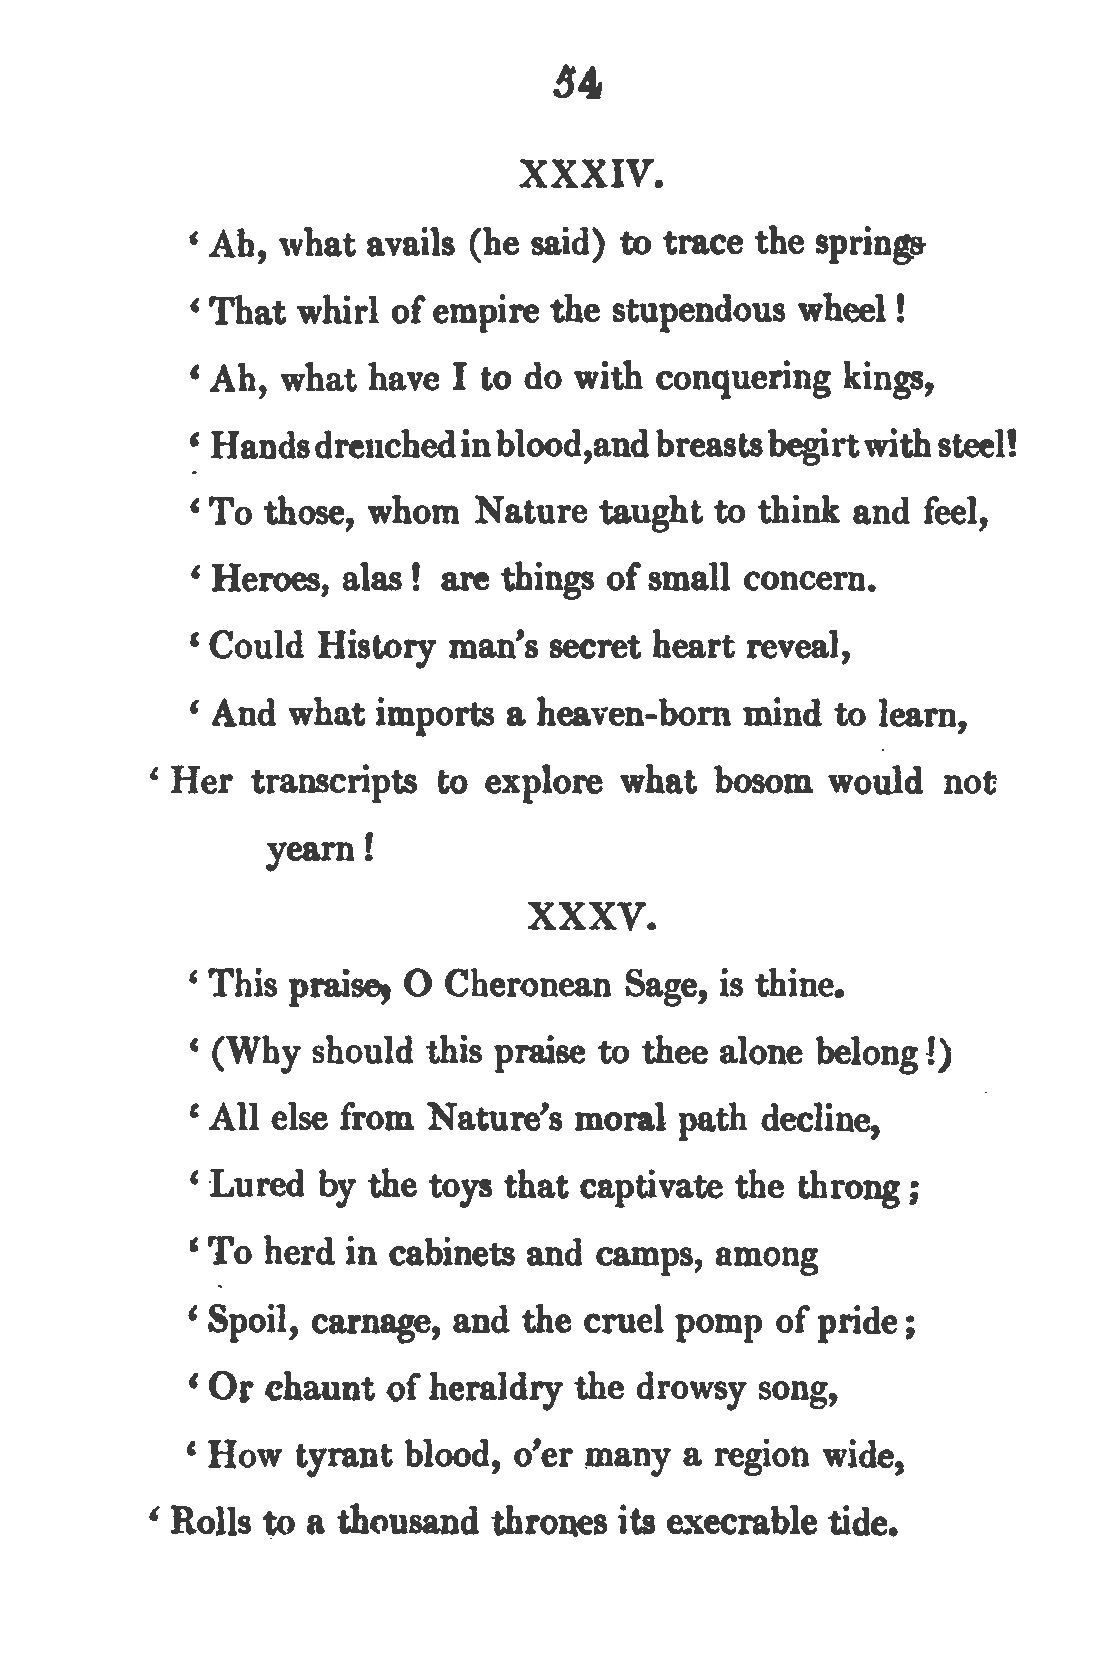 54
XXXIV.
‘ Ah, what avails (he said) to trace the springs
‘ That whirl of empire the stupendous wheel !
‘ Ah, what have I to do with conquering kings,
‘ Hands drenched in blood, and breasts begirt with steel!
‘ To those, whom Nature taught to think and feel,
‘ Heroes, alas ! are things of small concern.
‘ Could History man’s secret heart reveal,
‘ And what imports a heaven-born mind to learn,
‘ Her transcripts to explore what bosom would not
yearn !
XXXV.
‘ This praise, O Cheronean Sage, is thine.
‘ (Why should this praise to thee alone belong !)
‘ All else from Nature’s moral path decline,
‘ Lured by the toys that captivate the throng ;
‘ To herd in cabinets and camps, among
‘ Spoil, carnage, and the cruel pomp of pride ;
‘ Or chaunt of heraldry the drowsy song,
‘ How tyrant blood, o’er many a region wide,
‘ Rolls to a thousand thrones its execrable tide.